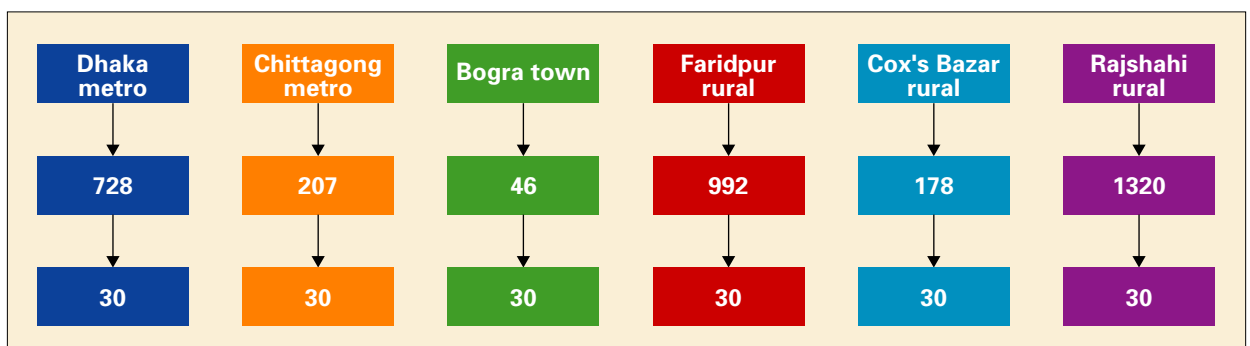 Dhaka
metro
Chittagong
metro
Bogra town
Faridpur
rural
Cox's Bazar
rural
Rajshahi
rural
728
207
46
992
178
1320
30
30
30
30
30
30